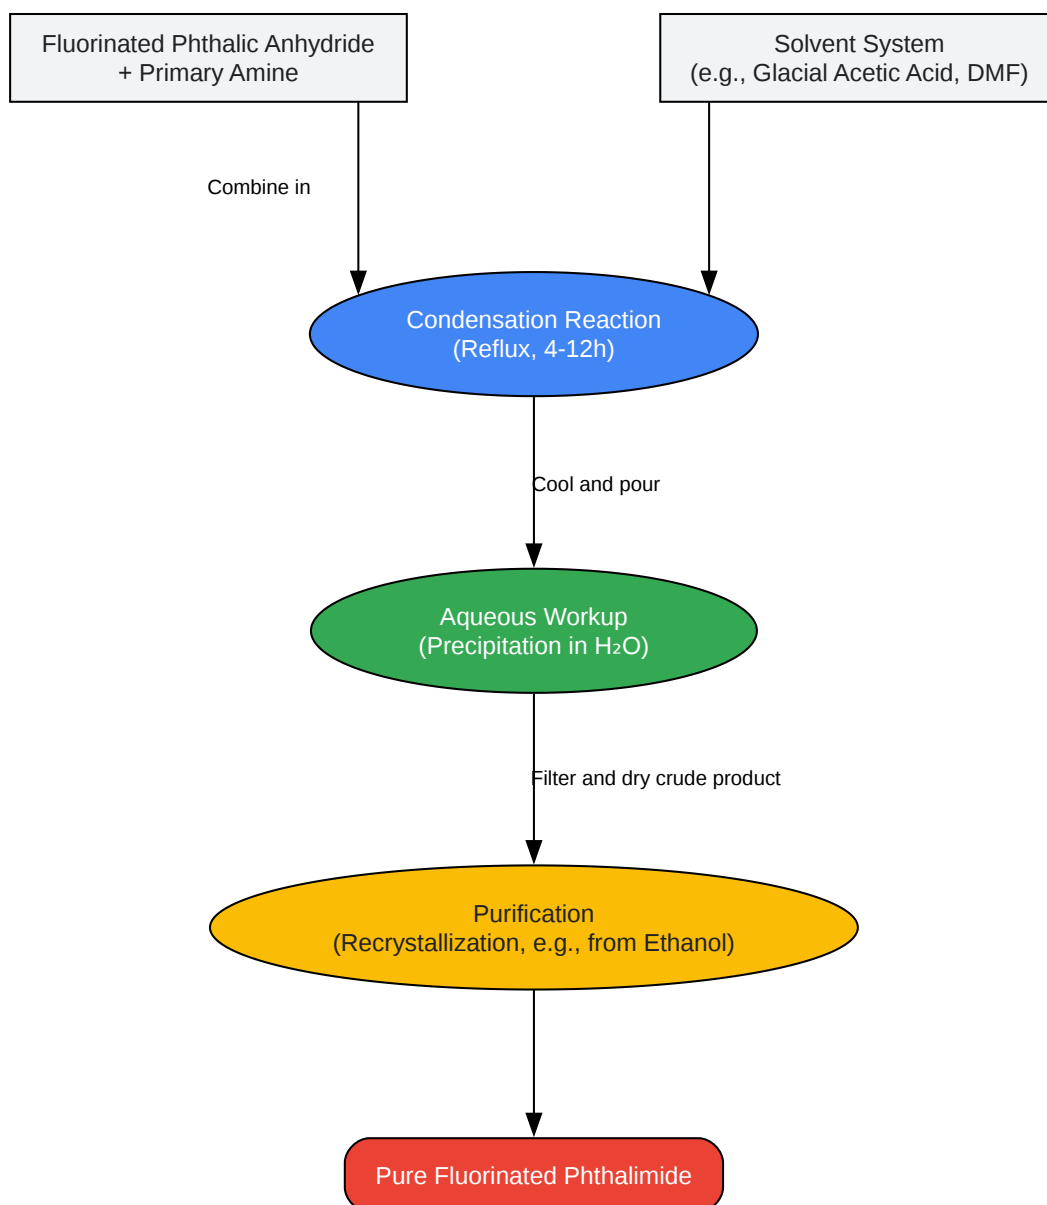 Fluorinated Phthalic Anhydride
+ Primary Amine
Solvent System
(e.g., Glacial Acetic Acid, DMF)
Combine in
Condensation Reaction
(Reflux, 4-12h)
Cool and pour
Aqueous Workup
(Precipitation in H₂O)
Filter and dry crude product
Purification
(Recrystallization, e.g., from Ethanol)
Pure Fluorinated Phthalimide